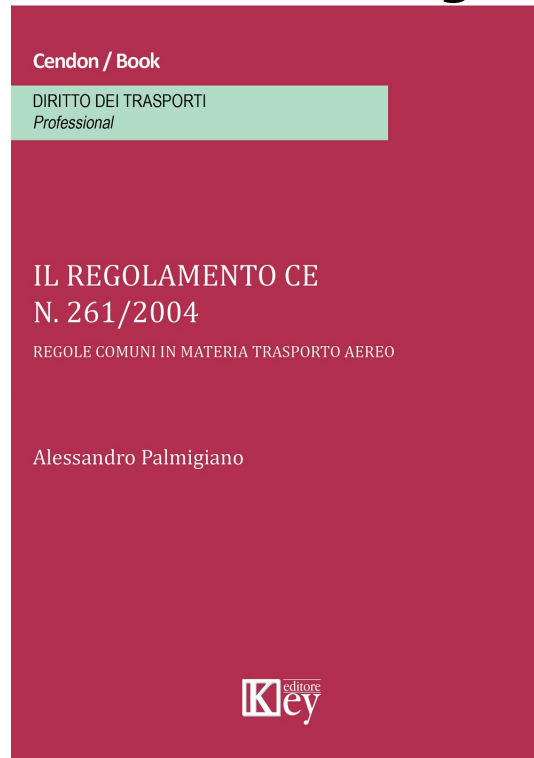 Cendon / Book
DIRITTO DEI TRASPORTI
Professional
IL REGOLAMENTO CE
N. 261/2004
REGOLE COMUNI IN MATERIA TRASPORTO AEREO
Alessandro Palmigiano
Key editore